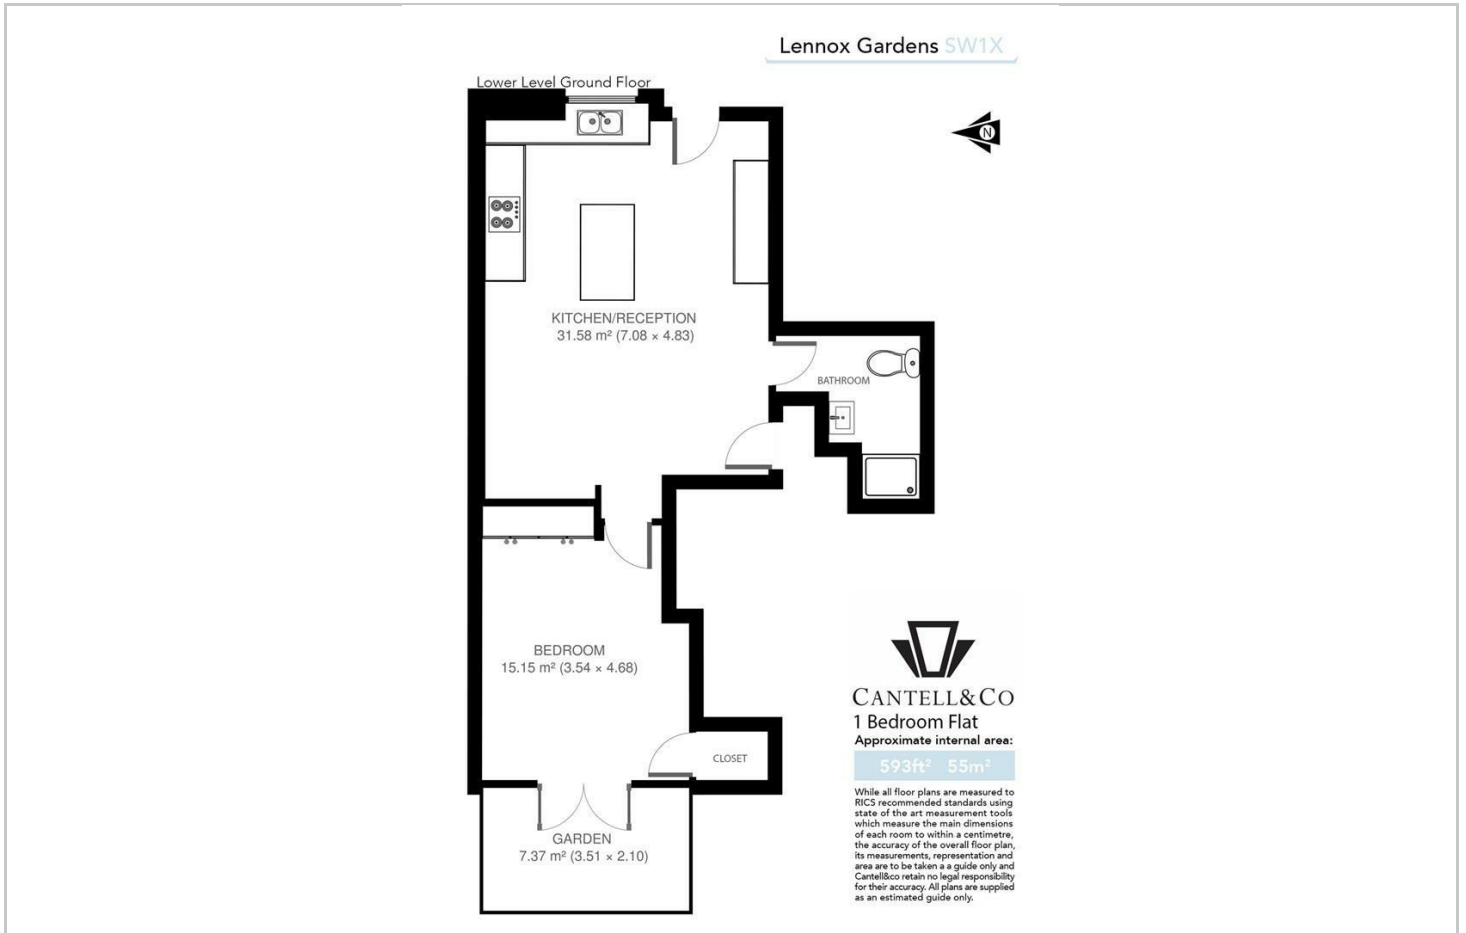 Lennox Gardens SW1X
Lower Level Ground Floor
N
KITCHEN/RECEPTION
31.58 m² (7.08 × 4.83)
BATHROOM
BEDROOM
15.15 m² (3.54 × 4.68)
CLOSET
GARDEN
7.37 m² (3.51 × 2.10)
CANTELL&CO
1 Bedroom Flat
Approximate internal area:
593ft² 55m²
While all floor plans are measured to
RICS recommended standards using
state of the art measurement tools
which measure the main dimensions
of each room to within a centimetre,
the accuracy of the overall floor plan,
its measurements, representation and
area are to be taken a a guide only and
Cantell&co retain no legal responsibility
for their accuracy. All plans are supplied
as an estimated guide only.